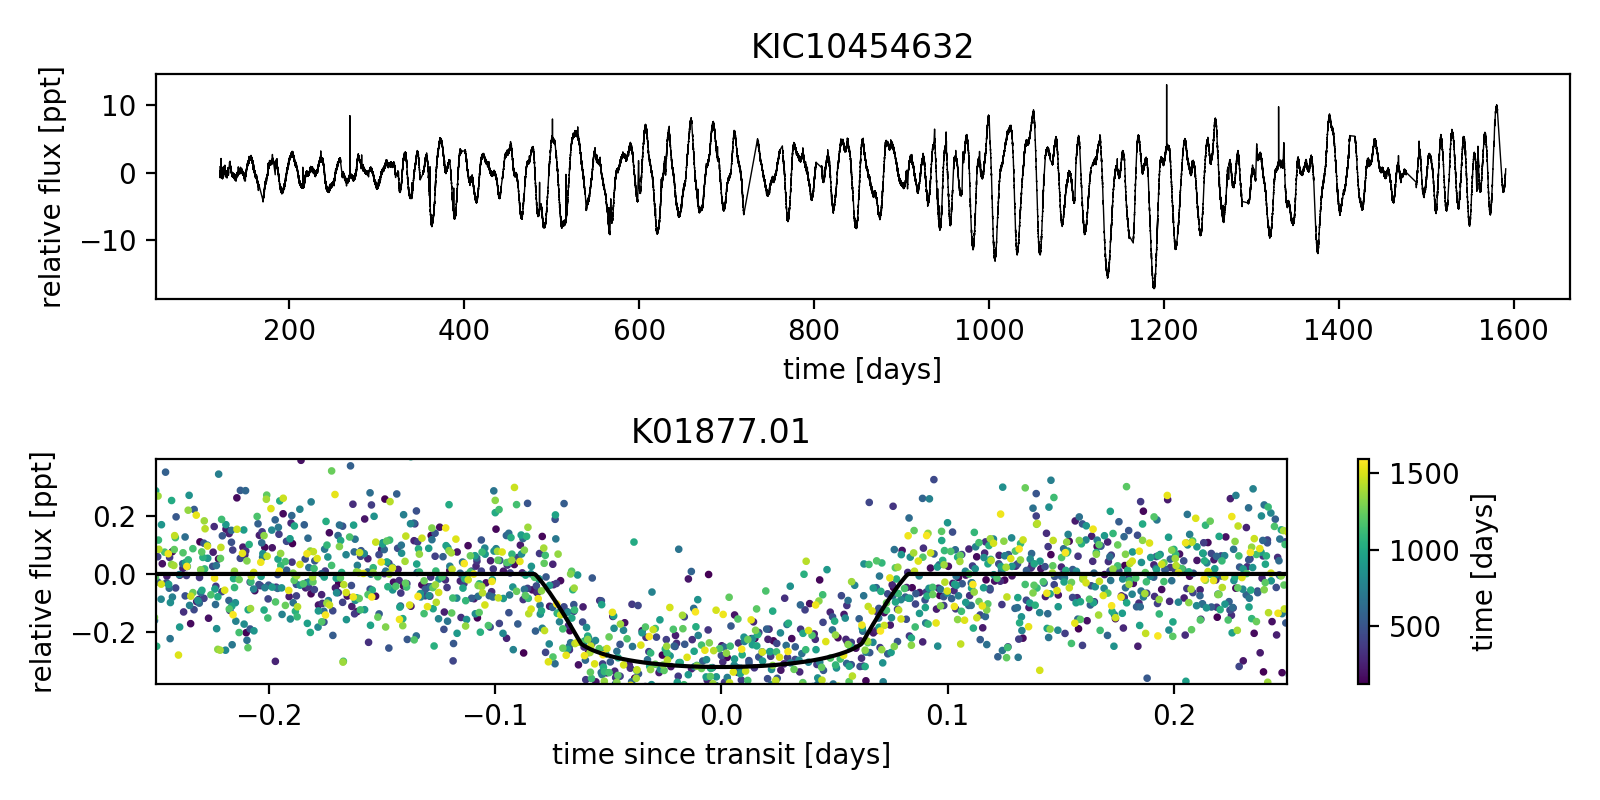 KIC10454632
relative flux [ppt]
10
0
−10
200 400 600 800 1000 1200 1400 1600
time [days]
K01877.01
relative flux [ppt]
0.2
0.0
−0.2
−0.2 −0.1 0.0 0.1 0.2
time since transit [days]
1500
1000
500
time [days]